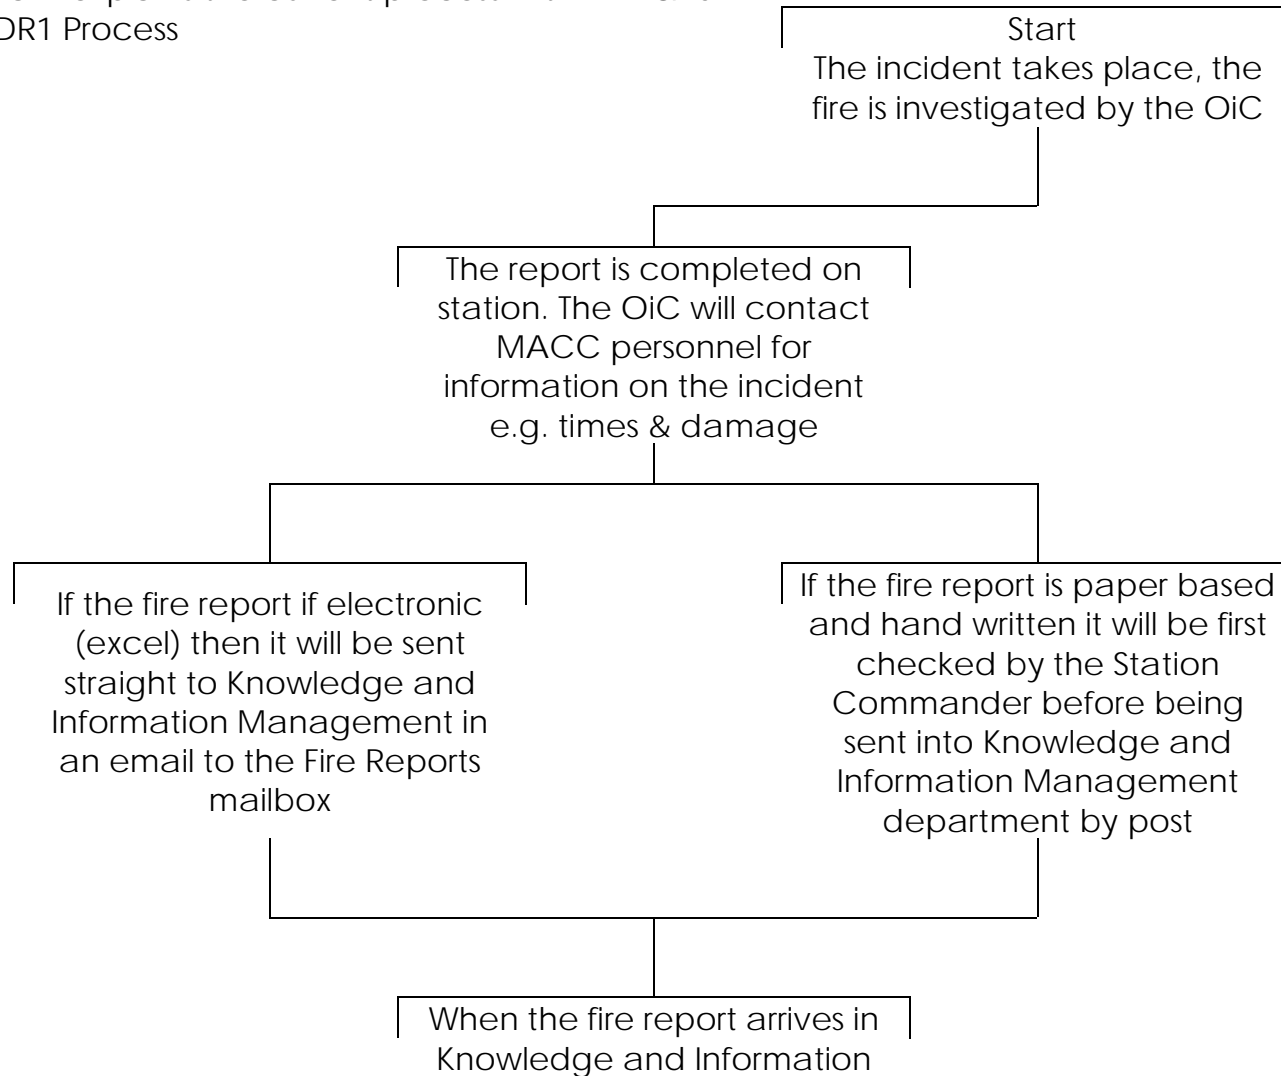 DR1 Process
Start
The incident takes place, the
fire is investigated by the OiC
The report is completed on
station. The OiC will contact
MACC personnel for
information on the incident
e.g. times & damage
If the fire report if electronic
(excel) then it will be sent
straight to Knowledge and
Information Management in
an email to the Fire Reports
mailbox
If the fire report is paper based
and hand written it will be first
checked by the Station
Commander before being
sent into Knowledge and
Information Management
department by post
When the fire report arrives in
Knowledge and Information